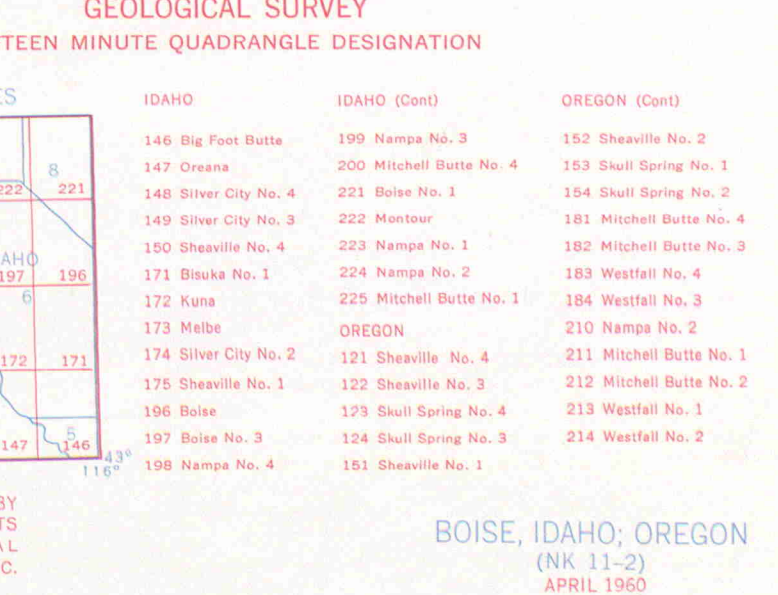 GEOLOGICAL SURVEY
TEEN MINUTE QUADRANGLE DESIGNATION
ES
8
222 221
AHO
197 196
6
172 171
5
147 146
43°
116°
BY
TS
AL
C.
IDAHO
146 Big Foot Butte
147 Oreana
148 Silver City No. 4
149 Silver City No. 3
150 Sheaville No. 4
171 Bisuka No. 1
172 Kuna
173 Melbe
174 Silver City No. 2
175 Sheaville No. 1
196 Boise
197 Boise No. 3
198 Nampa No. 4
IDAHO (Cont)
199 Nampa No. 3
200 Mitchell Butte No. 4
221 Boise No. 1
222 Montour
223 Nampa No. 1
224 Nampa No. 2
225 Mitchell Butte No. 1
OREGON
121 Sheaville No. 4
122 Sheaville No. 3
123 Skull Spring No. 4
124 Skull Spring No. 3
151 Sheaville No. 1
OREGON (Cont)
152 Sheaville No. 2
153 Skull Spring No. 1
154 Skull Spring No. 2
181 Mitchell Butte No. 4
182 Mitchell Butte No. 3
183 Westfall No. 4
184 Westfall No. 3
210 Nampa No. 2
211 Mitchell Butte No. 1
212 Mitchell Butte No. 2
213 Westfall No. 1
214 Westfall No. 2
BOISE, IDAHO; OREGON
(NK 11-2)
APRIL 1960